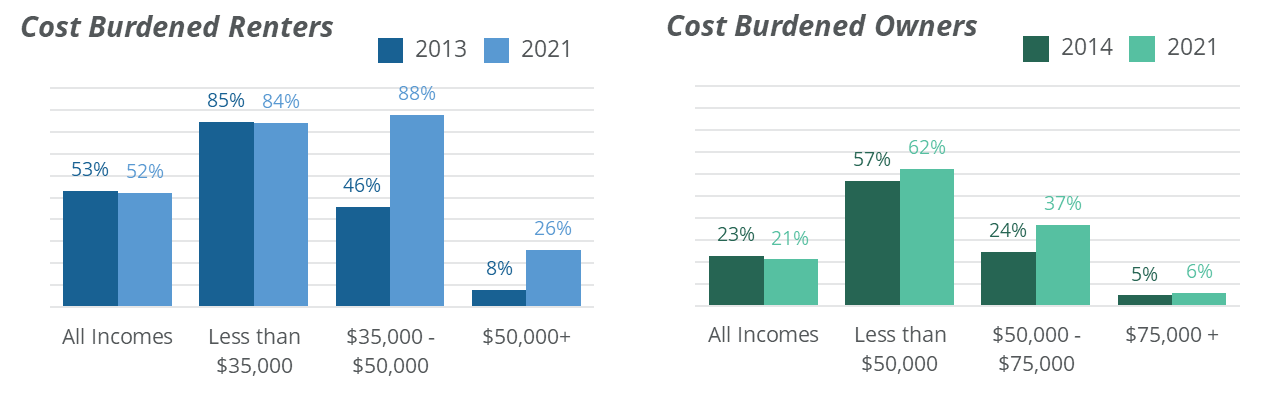 Cost Burdened Renters
2013 2021
85% 84% 88%
53% 52% 46%
8% 26%
All Incomes Less than $35,000 - $50,000+
$35,000 $50,000
Cost Burdened Owners
2014 2021
57% 62%
23% 21% 24% 37%
5% 6%
All Incomes Less than $50,000 - $75,000 +
$50,000 $75,000